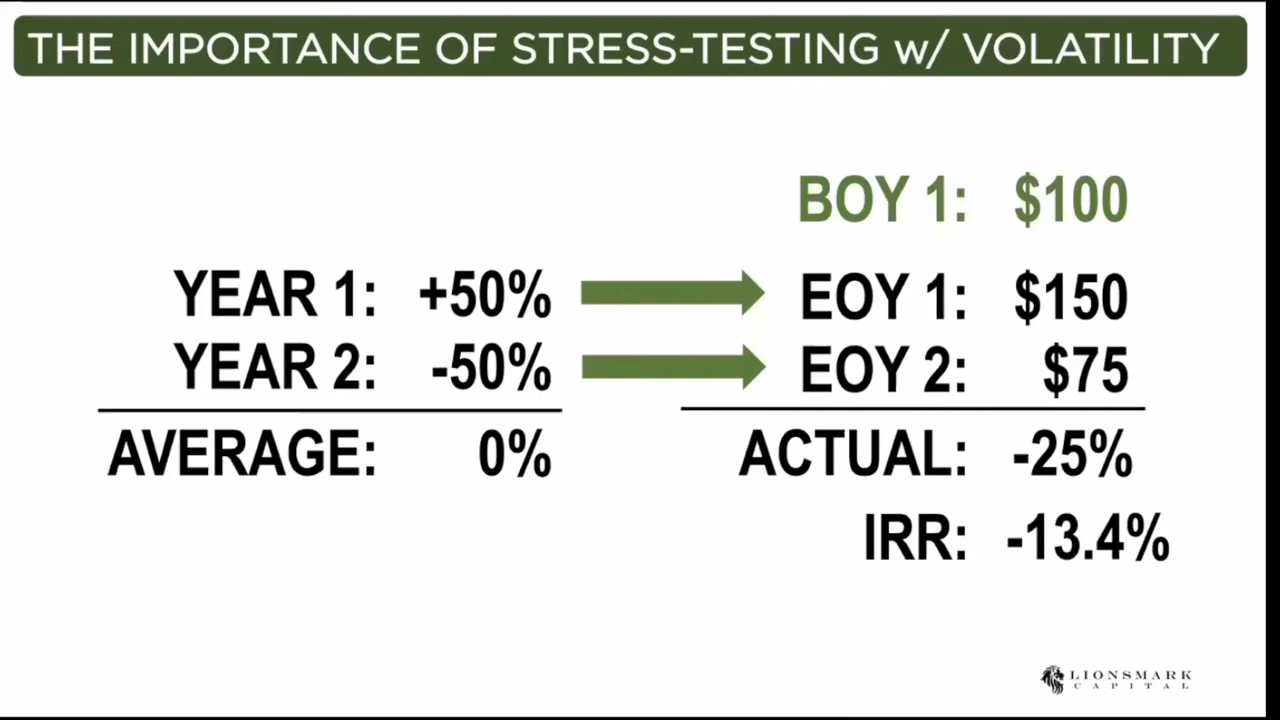 THE IMPORTANCE OF STRESS-TESTING w/ VOLATILITY
BOY 1: $100
YEAR 1: +50% EOY 1: $150
YEAR 2: -50% EOY 2: $75
AVERAGE: 0% ACTUAL: -25%
IRR: -13.4%
LIONSMARK
CAPITAL